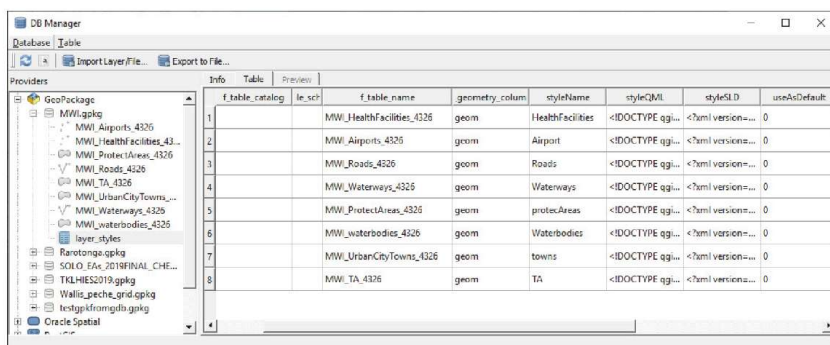 DB Manager
Database Table
Import Layer/File... Export to File...
Providers
Info Table Preview
GeoPackage
MWI.gpkg
MWI_Airports_4326
MWI_HealthFacilities_43...
MWI_ProtectAreas_4326
MWI_Roads_4326
MWI_TA_4326
MWI_UrbanCityTowns_...
MWI_Waterways_4326
MWI_waterbodies_4326
layer_styles
Rarotonga.gpkg
SOLO_EAs_2019FINAL_CHE...
TKLHIES2019.gpkg
Wallis_peche_grid.gpkg
testgpkfromgdb.gpkg
Oracle Spatial
f_table_catalog le_sch f_table_name geometry_colum styleName styleQML styleSLD useAsDefault
1 MWI_HealthFacilities_4326 geom HealthFacilities <!DOCTYPE qgi... <?xml version=... 0
2 MWI_Airports_4326 geom Airport <!DOCTYPE qgi... <?xml version=... 0
3 MWI_Roads_4326 geom Roads <!DOCTYPE qgi... <?xml version=... 0
4 MWI_Waterways_4326 geom Waterways <!DOCTYPE qgi... <?xml version=... 0
5 MWI_ProtectAreas_4326 geom protecAreas <!DOCTYPE qgi... <?xml version=... 0
6 MWI_waterbodies_4326 geom Waterbodies <!DOCTYPE qgi... <?xml version=... 0
7 MWI_UrbanCityTowns_4326 geom towns <!DOCTYPE qgi... <?xml version=... 0
8 MWI_TA_4326 geom TA <!DOCTYPE qgi... <?xml version=... 0